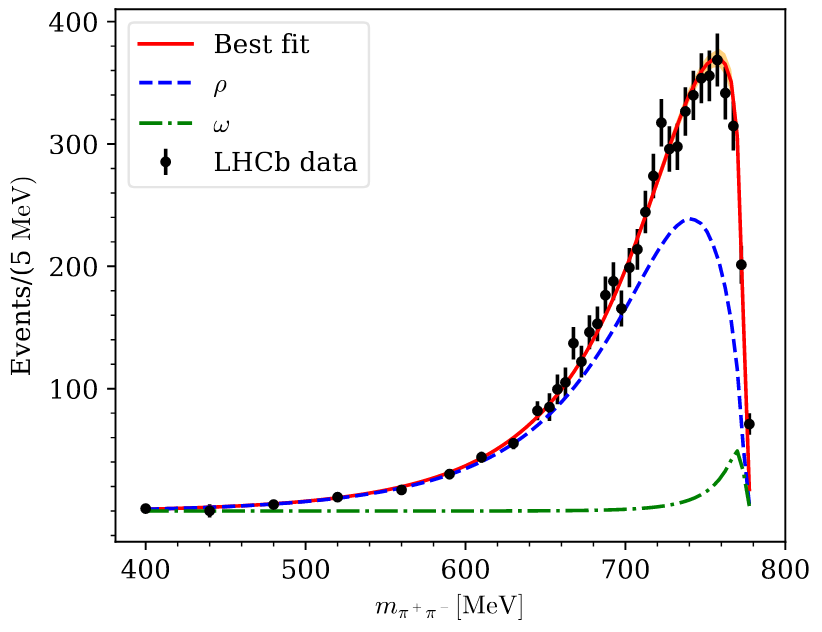 400
300
200
100
Events/(5 MeV)
Best fit
ρ
ω
LHCb data
400 500 600 700 800
m_{π⁺π⁻} [MeV]